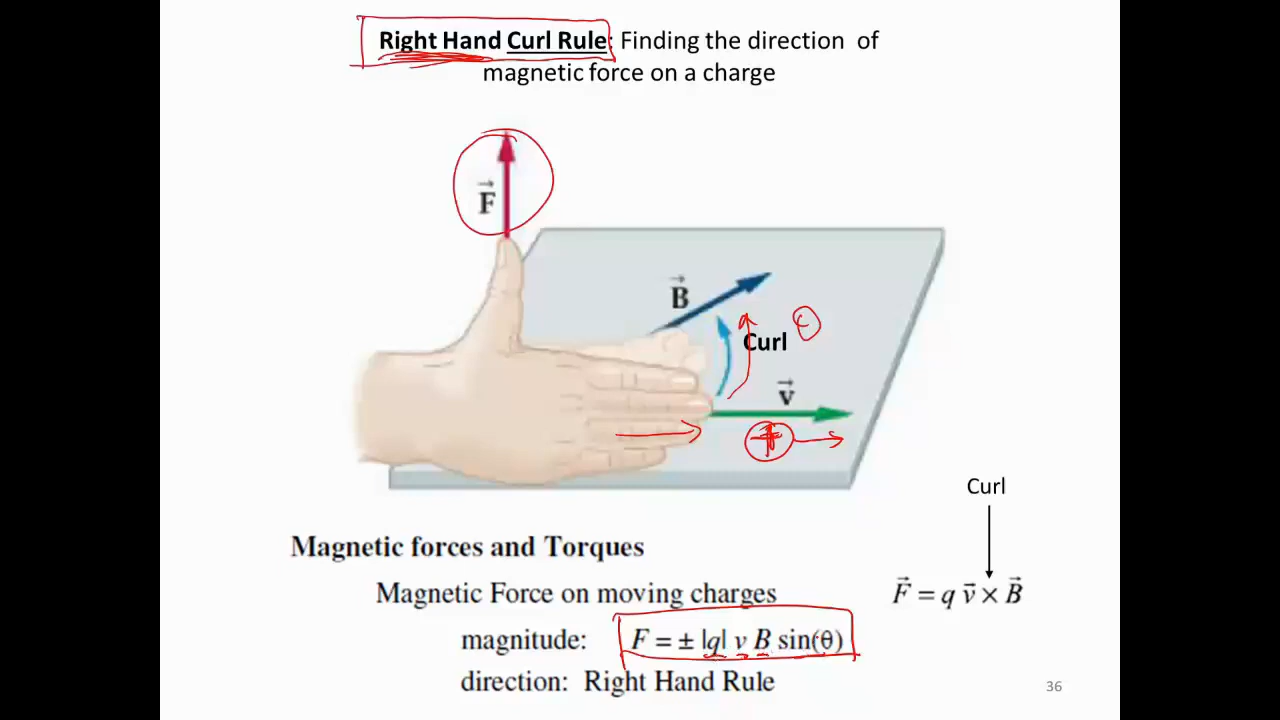 Right Hand Curl Rule: Finding the direction of
magnetic force on a charge
F⃗
B⃗
Curl
v⃗
+
Curl
Magnetic forces and Torques
Magnetic Force on moving charges
F⃗ = q v⃗ × B⃗
magnitude: F = ± |q| v B sin(θ)
direction: Right Hand Rule
36